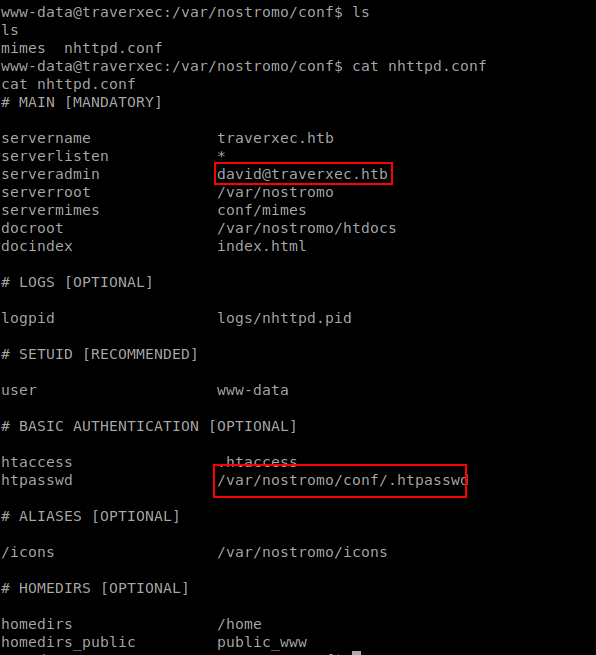 www-data@traverxec:/var/nostromo/conf$ ls
ls
mimes  nhttpd.conf
www-data@traverxec:/var/nostromo/conf$ cat nhttpd.conf
cat nhttpd.conf
# MAIN [MANDATORY]
servername              traverxec.htb
serverlisten            *
serveradmin             david@traverxec.htb
serverroot              /var/nostromo
servermimes             conf/mimes
docroot                 /var/nostromo/htdocs
docindex                index.html
# LOGS [OPTIONAL]
logpid                  logs/nhttpd.pid
# SETUID [RECOMMENDED]
user                    www-data
# BASIC AUTHENTICATION [OPTIONAL]
htaccess                .htaccess
htpasswd                /var/nostromo/conf/.htpasswd
# ALIASES [OPTIONAL]
/icons                  /var/nostromo/icons
# HOMEDIRS [OPTIONAL]
homedirs                /home
homedirs_public         public_www